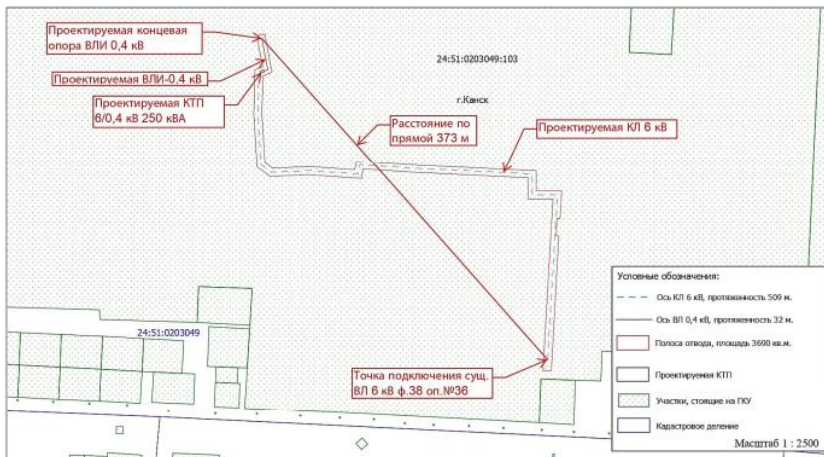 Проектируемая концевая
опора ВЛИ 0,4 кВ
Проектируемая ВЛИ-0,4 кВ
Проектируемая КТП
6/0,4 кВ 250 кВА
24:51:0203049:103
г.Канск
Расстояние по
прямой 373 м
Проектируемая КЛ 6 кВ
24:51:0203049
Точка подключения сущ.
ВЛ 6 кВ ф.38 оп.№36
Условные обозначения:
Ось КЛ 6 кВ, протяженность 509 м.
Ось ВЛ 0,4 кВ, протяженность 32 м.
Полоса отвода, площадь 3690 кв.м.
Проектируемая КТП
Участки, стоящие на ГКУ
Кадастровое деление
Масштаб 1 : 2500